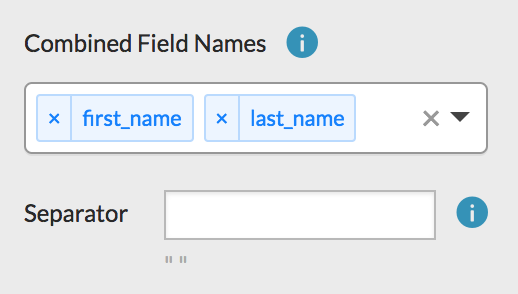 Combined Field Names
first_name last_name
Separator
" "